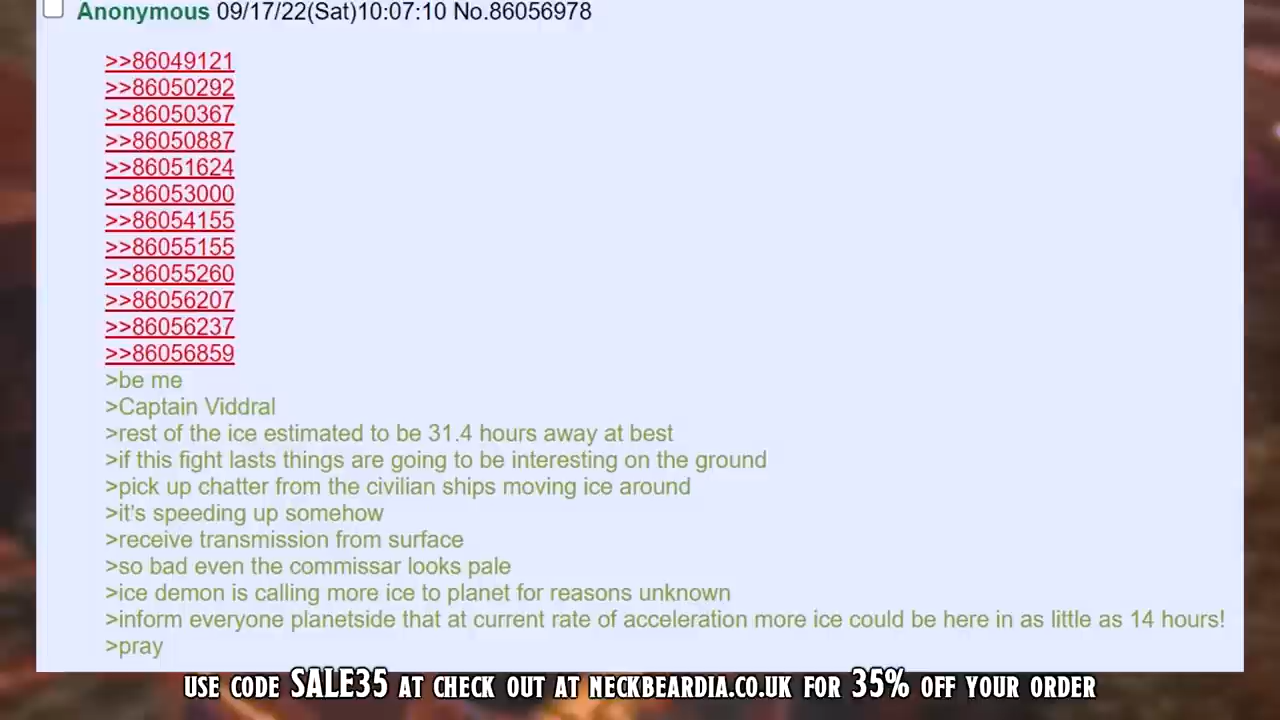 Anonymous 09/17/22(Sat)10:07:10 No.86056978
>>86049121
>>86050292
>>86050367
>>86050887
>>86051624
>>86053000
>>86054155
>>86055155
>>86055260
>>86056207
>>86056237
>>86056859
>be me
>Captain Viddral
>rest of the ice estimated to be 31.4 hours away at best
>if this fight lasts things are going to be interesting on the ground
>pick up chatter from the civilian ships moving ice around
>it's speeding up somehow
>receive transmission from surface
>so bad even the commissar looks pale
>ice demon is calling more ice to planet for reasons unknown
>inform everyone planetside that at current rate of acceleration more ice could be here in as little as 14 hours!
>pray
USE CODE SALE35 AT CHECK OUT AT NECKBEARDIA.CO.UK FOR 35% OFF YOUR ORDER